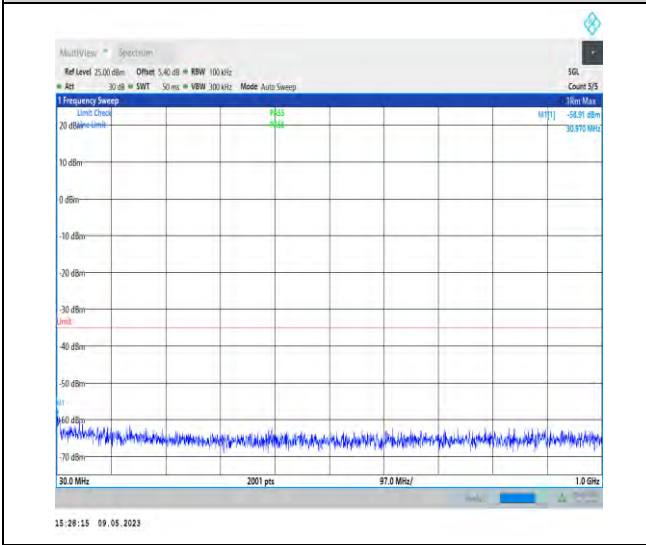 MultiView Spectrum
Ref Level 25.00 dBm Offset 5.40 dB RBW 100 kHz SGL
Att 30 dB SWT 50 ms VBW 300 kHz Mode Auto Sweep Count 5/5
1 Frequency Sweep 1Rm Max
Limit Check PASS M1[1] -58.91 dBm
20 dBm Line Limit PASS 30.970 MHz
10 dBm
0 dBm
-10 dBm
-20 dBm
-30 dBm
Limit
-40 dBm
-50 dBm
M1
-60 dBm
-70 dBm
30.0 MHz 2001 pts 97.0 MHz/ 1.0 GHz
Ready
15:28:15 09.05.2023